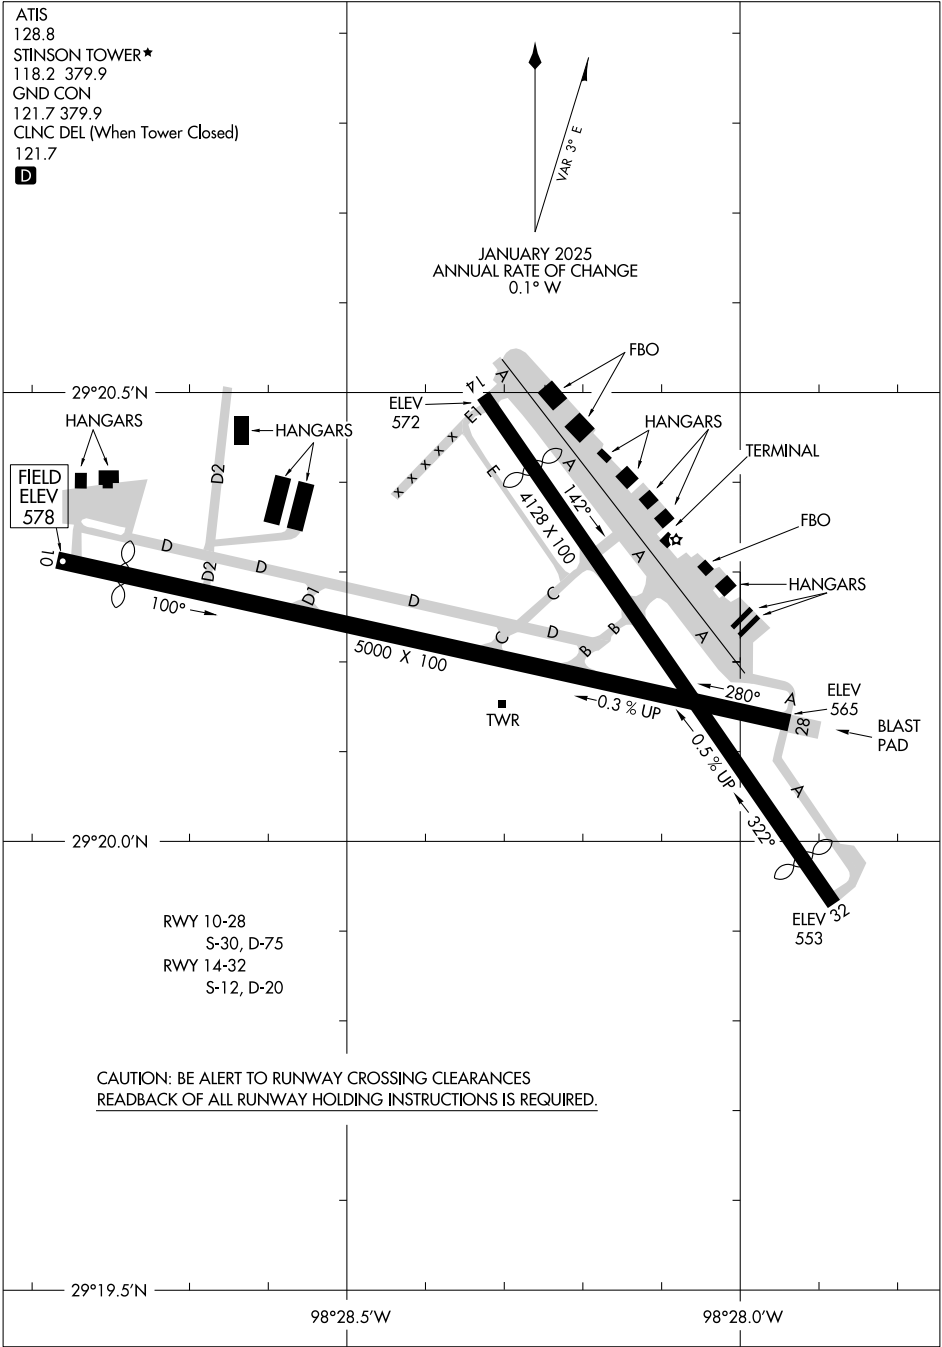 ATIS
128.8
STINSON TOWER★
118.2 379.9
GND CON
121.7 379.9
CLNC DEL (When Tower Closed)
121.7
D
VAR 3° E
JANUARY 2025
ANNUAL RATE OF CHANGE
0.1° W
FBO
29°20.5'N
14
A
ELEV
572
E1
HANGARS
HANGARS
HANGARS
TERMINAL
x x x x x
E
A
D2
FIELD
ELEV
578
142°
4128 X 100
FBO
10
D
D2
D
A
HANGARS
D1
D
C
100°
D
B
A
C
B
5000 X 100
280°
A
ELEV
565
0.3 % UP
TWR
28
BLAST
PAD
0.5 % UP
A
322°
29°20.0'N
32
ELEV
553
RWY 10-28
S-30, D-75
RWY 14-32
S-12, D-20
CAUTION: BE ALERT TO RUNWAY CROSSING CLEARANCES
READBACK OF ALL RUNWAY HOLDING INSTRUCTIONS IS REQUIRED.
29°19.5'N
98°28.5'W
98°28.0'W